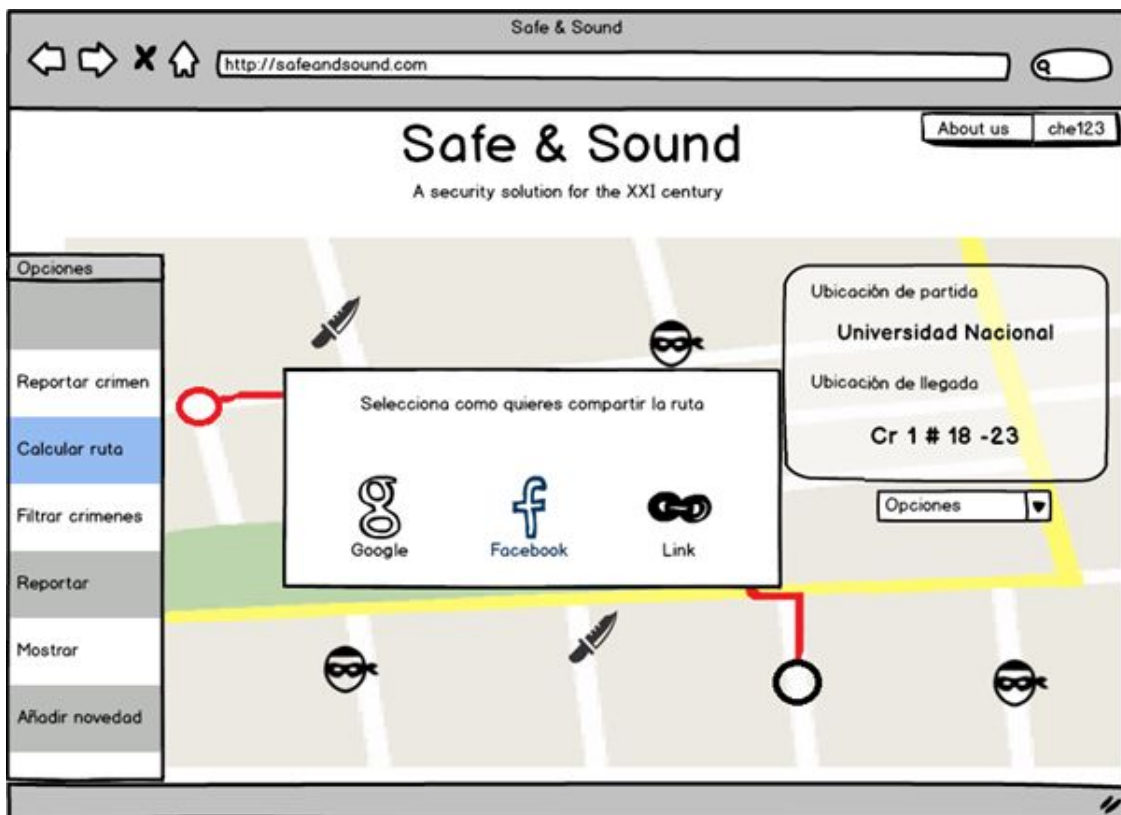 Safe & Sound
http://safeandsound.com
About us
che123
Safe & Sound
A security solution for the XXI century
Opciones
Reportar crimen
Calcular ruta
Filtrar crimenes
Reportar
Mostrar
Añadir novedad
Selecciona como quieres compartir la ruta
Google
Facebook
Link
Ubicación de partida
Universidad Nacional
Ubicación de llegada
Cr 1 # 18 -23
Opciones